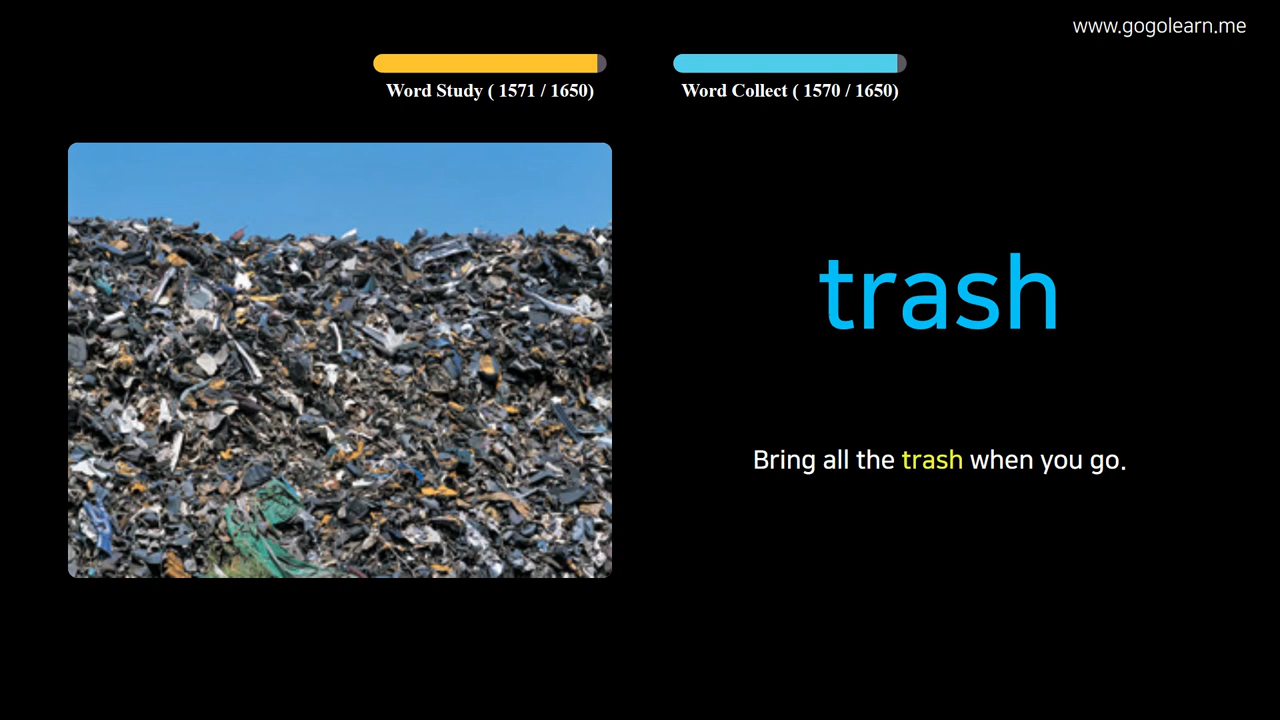 www.gogolearn.me
Word Study ( 1571 / 1650)
Word Collect ( 1570 / 1650)
trash
Bring all the trash when you go.